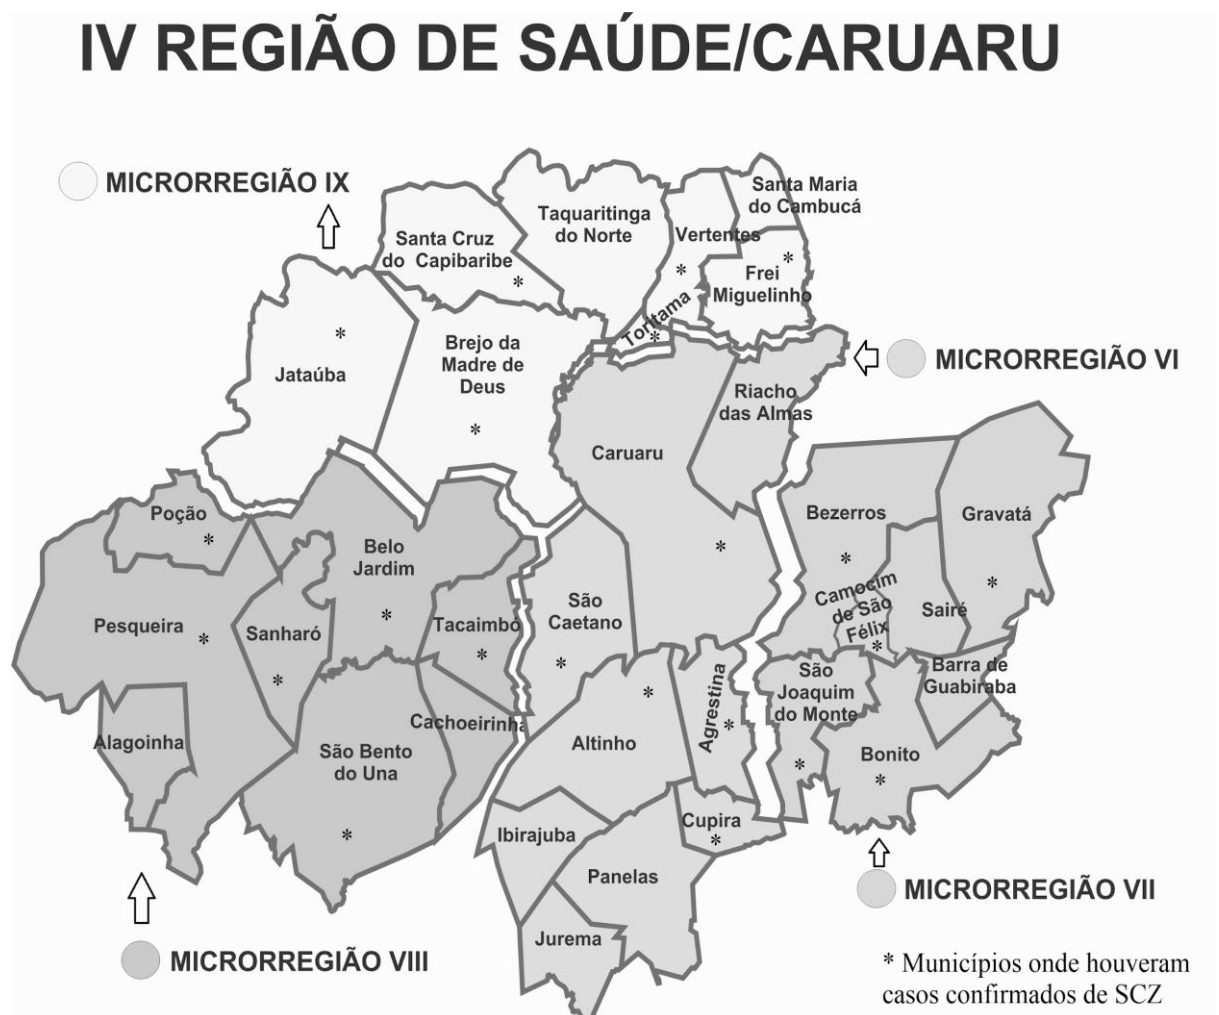 IV REGIÃO DE SAÚDE/CARUARU
MICRORREGIÃO IX
Santa Cruz
do Capibaribe
*
Taquaritinga
do Norte
Vertentes
*
Santa Maria
do Cambucá
*
Frei
Miguelinho
Toritama
*
*
Jataúba
Brejo da
Madre de
Deus
*
MICRORREGIÃO VI
Riacho
das Almas
Caruaru
*
São
Caetano
*
Altinho
*
Agrestina
*
Cupira
*
Ibirajuba
Panelas
Jurema
Bezerros
*
Gravatá
*
Camocim
de São
Félix
*
Sairé
Barra de
Guabiraba
São
Joaquim
do Monte
*
Bonito
*
MICRORREGIÃO VII
Poção
*
Pesqueira
*
Sanharó
*
Belo
Jardim
*
Tacaimbó
*
Cachoeirinha
Alagoinha
São Bento
do Una
*
MICRORREGIÃO VIII
* Municípios onde houveram
casos confirmados de SCZ